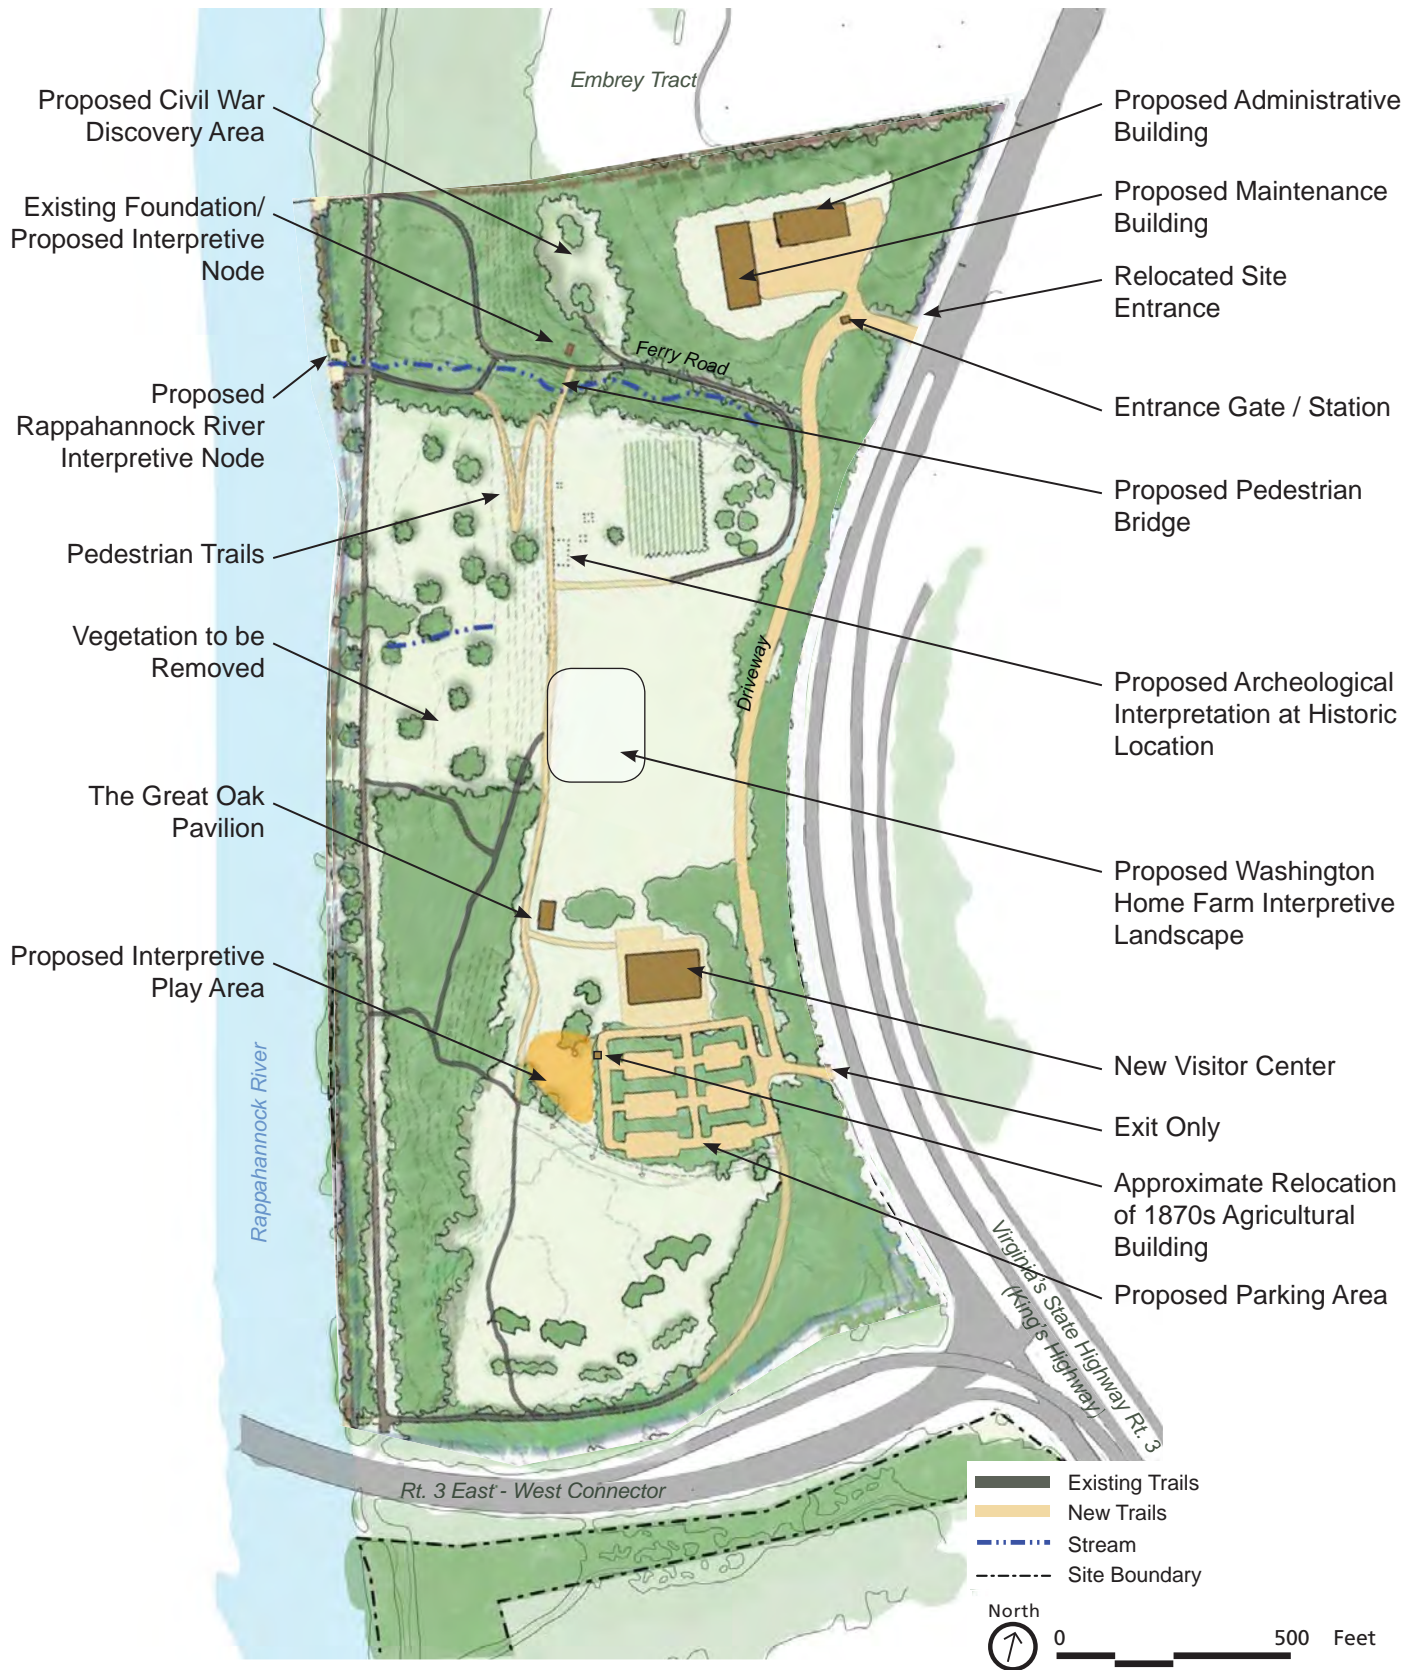 Embrey Tract
Proposed Civil War
Discovery Area
Existing Foundation/
Proposed Interpretive
Node
Proposed
Rappahannock River
Interpretive Node
Pedestrian Trails
Vegetation to be
Removed
The Great Oak
Pavilion
Proposed Interpretive
Play Area
Rappahannock River
Ferry Road
Driveway
Proposed Administrative
Building
Proposed Maintenance
Building
Relocated Site
Entrance
Entrance Gate / Station
Proposed Pedestrian
Bridge
Proposed Archeological
Interpretation at Historic
Location
Proposed Washington
Home Farm Interpretive
Landscape
New Visitor Center
Exit Only
Approximate Relocation
of 1870s Agricultural
Building
Proposed Parking Area
Virginia's State Highway Rt. 3
(King's Highway)
Rt. 3 East - West Connector
Existing Trails
New Trails
Stream
Site Boundary
North
0 500 Feet